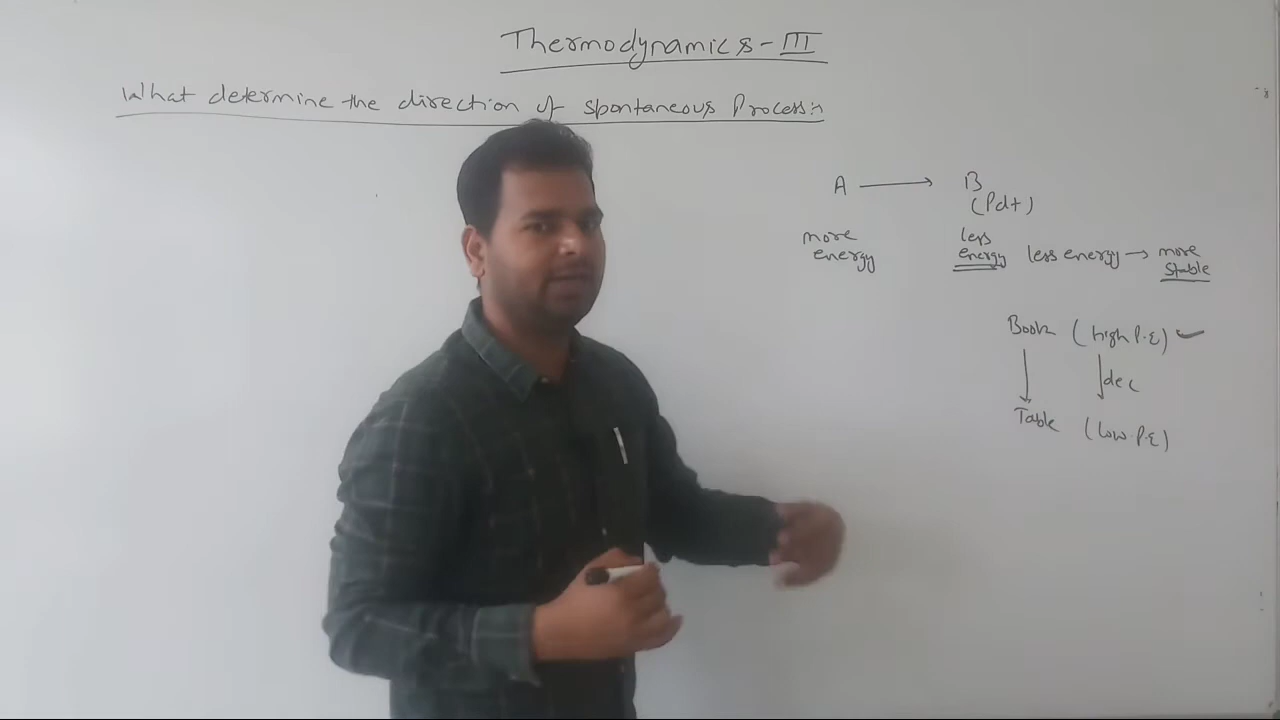 Thermodynamics - III
What determine the direction of spontaneous Process:-
A → B
(Pdt)
more energy
less energy
less energy → more stable
Book (high P.E)
dec
Table (low P.E)